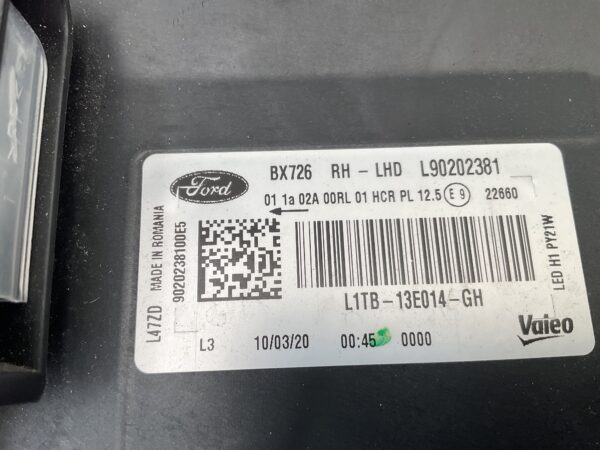 BX726 RH - LHD L90202381
Ford
01 1a 02A 00RL 01 HCR PL 12.5 E9 22660
L47ZD MADE IN ROMANIA
90202238100E5
LED H1 PY21W
L1TB-13E014-GH
Valeo
L3 10/03/20 00:45 0000